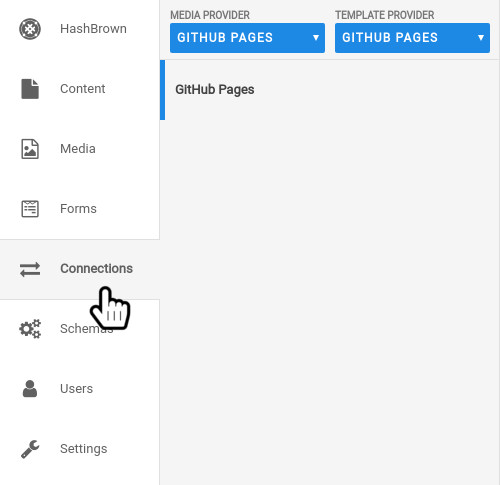 HashBrown
Content
Media
Forms
Connections
Schemas
Users
Settings
MEDIA PROVIDER
GITHUB PAGES
TEMPLATE PROVIDER
GITHUB PAGES
GitHub Pages